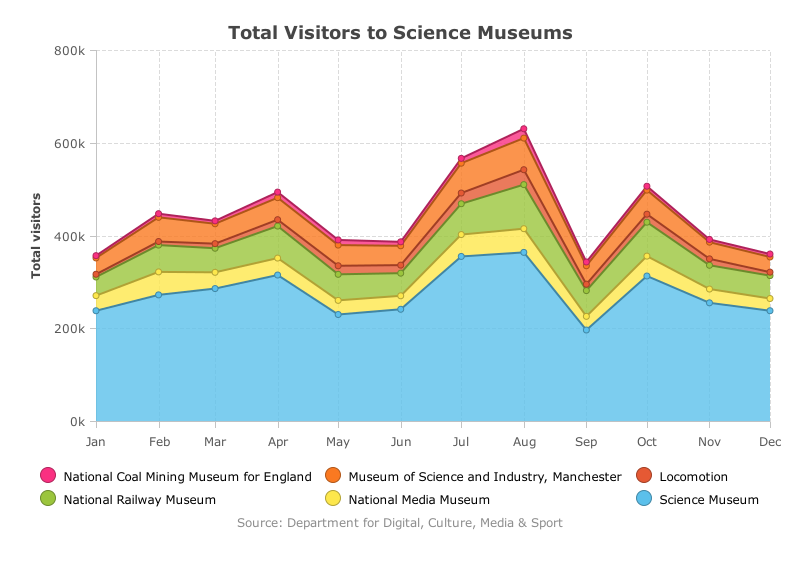 Total Visitors to Science Museums
800k
600k
400k
200k
0k
Total visitors
Jan Feb Mar Apr May Jun Jul Aug Sep Oct Nov Dec
National Coal Mining Museum for England Museum of Science and Industry, Manchester Locomotion
National Railway Museum National Media Museum Science Museum
Source: Department for Digital, Culture, Media & Sport